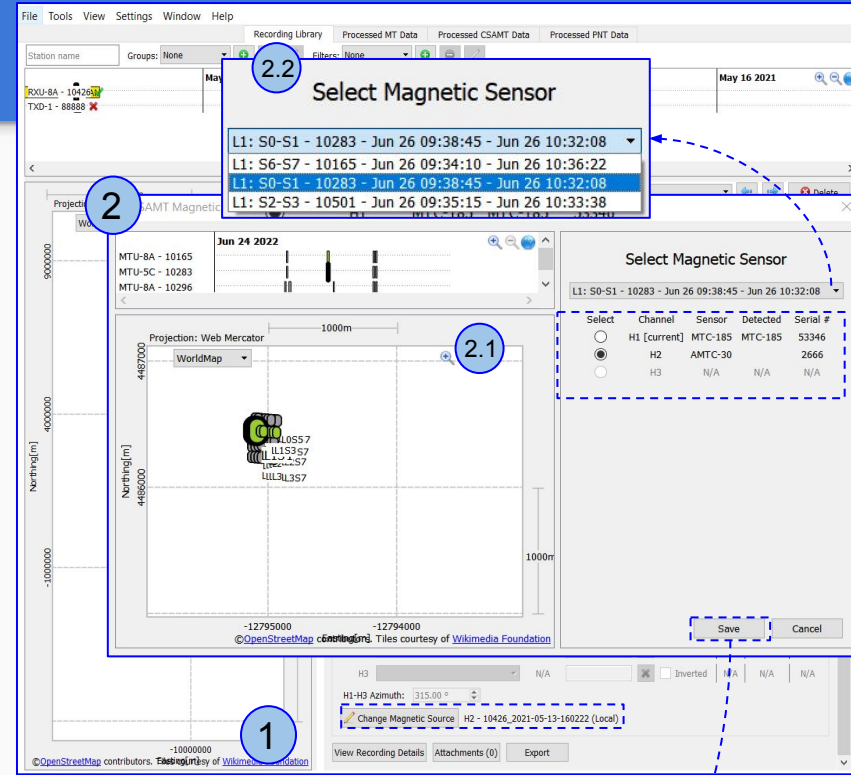 File Tools View Settings Window Help
Recording Library Processed MT Data Processed CSAMT Data Processed PNT Data
Station name Groups: None Filters: None
May 16 2021
RXU-8A - 10426
TXD-1 - 88888
2.2
Select Magnetic Sensor
L1: S0-S1 - 10283 - Jun 26 09:38:45 - Jun 26 10:32:08
L1: S6-S7 - 10165 - Jun 26 09:34:10 - Jun 26 10:36:22
L1: S0-S1 - 10283 - Jun 26 09:38:45 - Jun 26 10:32:08
L1: S2-S3 - 10501 - Jun 26 09:35:15 - Jun 26 10:33:38
Delete
2
Jun 24 2022
MTU-8A - 10165
MTU-5C - 10283
MTU-8A - 10296
Select Magnetic Sensor
L1: S0-S1 - 10283 - Jun 26 09:38:45 - Jun 26 10:32:08
Select Channel Sensor Detected Serial #
H1 [current] MTC-185 MTC-185 53346
H2 AMTC-30 2666
H3 N/A N/A N/A
1000m
Projection: Web Mercator
WorldMap
2.1
4487000
4486000
Northing[m]
1000m
-12795000 -12794000
©OpenStreetMap contributors. Tiles courtesy of Wikimedia Foundation
Save Cancel
9000000
4000000
-1000000
Northing[m]
H3 N/A Inverted N/A N/A N/A
H1-H3 Azimuth: 315.00 °
Change Magnetic Source H2 - 10426_2021-05-13-160222 (Local)
1
View Recording Details Attachments (0) Export
-10000000
©OpenStreetMap contributors. Tiles courtesy of Wikimedia Foundation